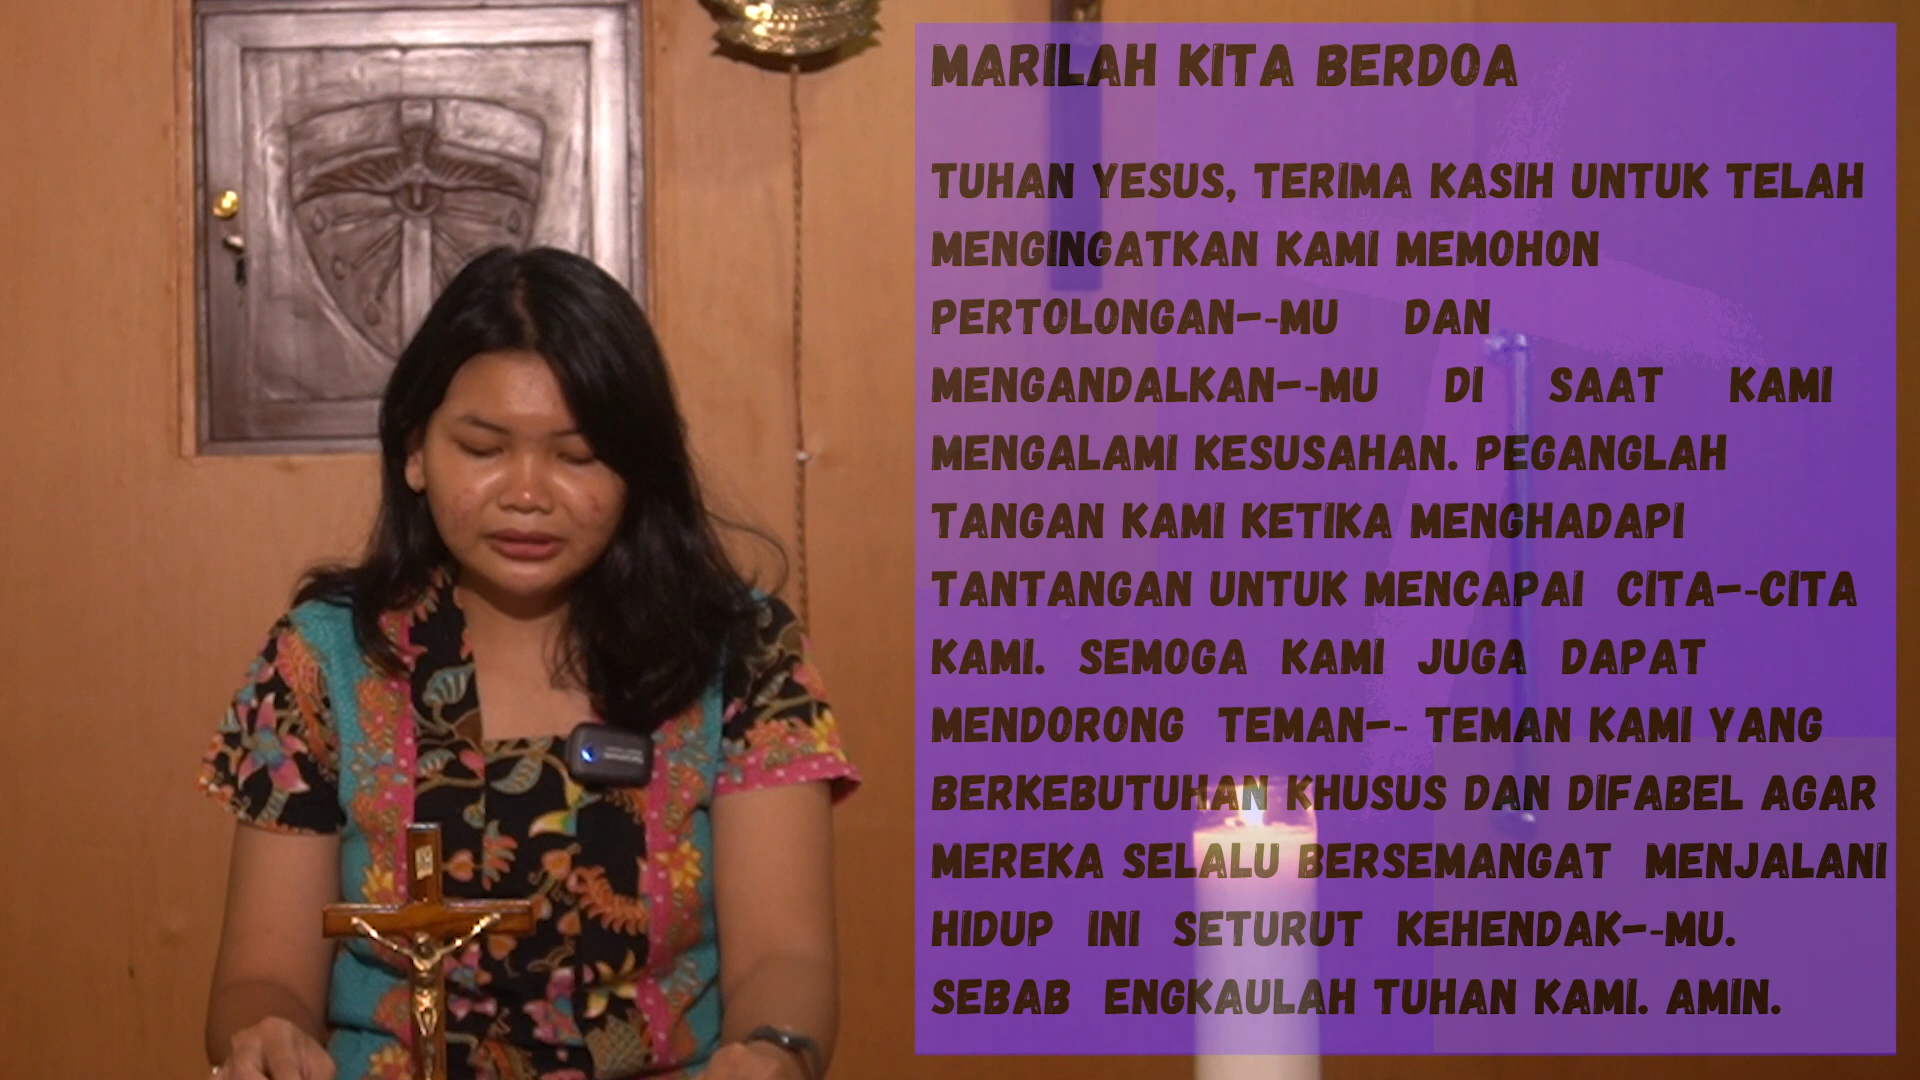 MARILAH KITA BERDOA
TUHAN YESUS, TERIMA KASIH UNTUK TELAH
MENGINGATKAN KAMI MEMOHON
PERTOLONGAN--MU DAN
MENGANDALKAN--MU DI SAAT KAMI
MENGALAMI KESUSAHAN. PEGANGLAH
TANGAN KAMI KETIKA MENGHADAPI
TANTANGAN UNTUK MENCAPAI CITA--CITA
KAMI. SEMOGA KAMI JUGA DAPAT
MENDORONG TEMAN-- TEMAN KAMI YANG
BERKEBUTUHAN KHUSUS DAN DIFABEL AGAR
MEREKA SELALU BERSEMANGAT MENJALANI
HIDUP INI SETURUT KEHENDAK--MU.
SEBAB ENGKAULAH TUHAN KAMI. AMIN.